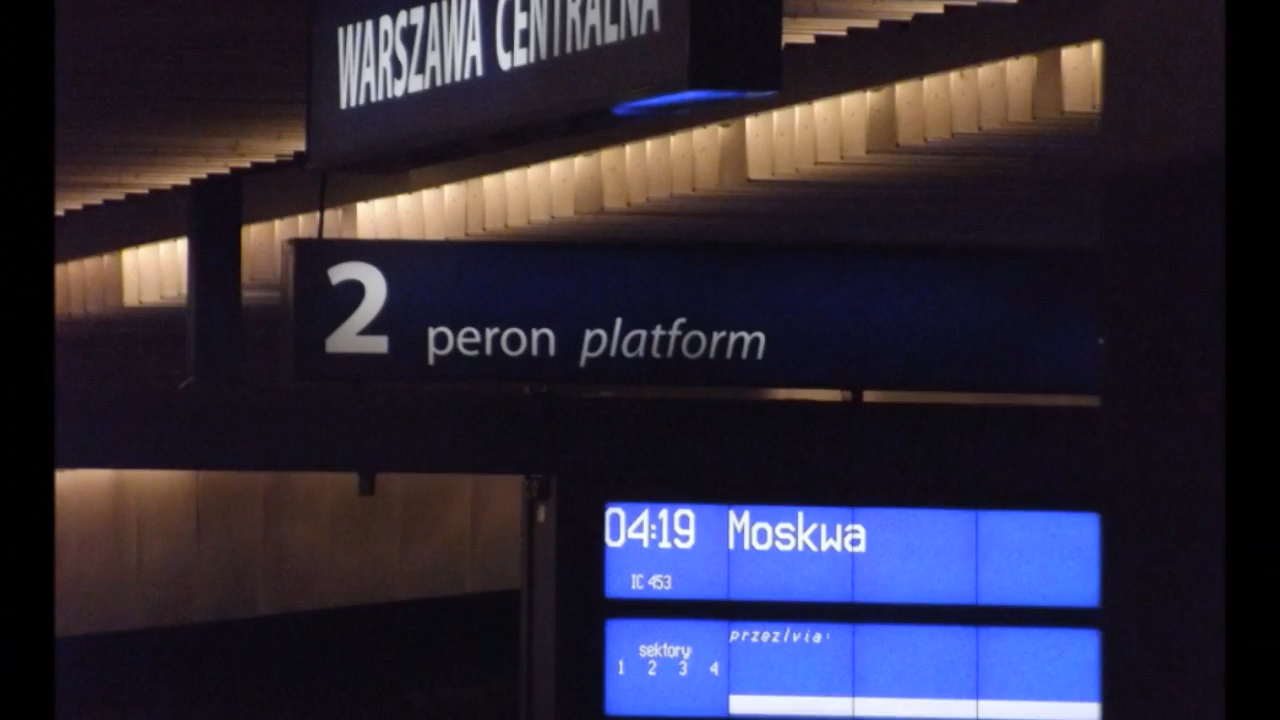 WARSZAWA CENTRALNA
2 peron platform
04:19 Moskwa
IC 453
przez/via:
sektory
1 2 3 4